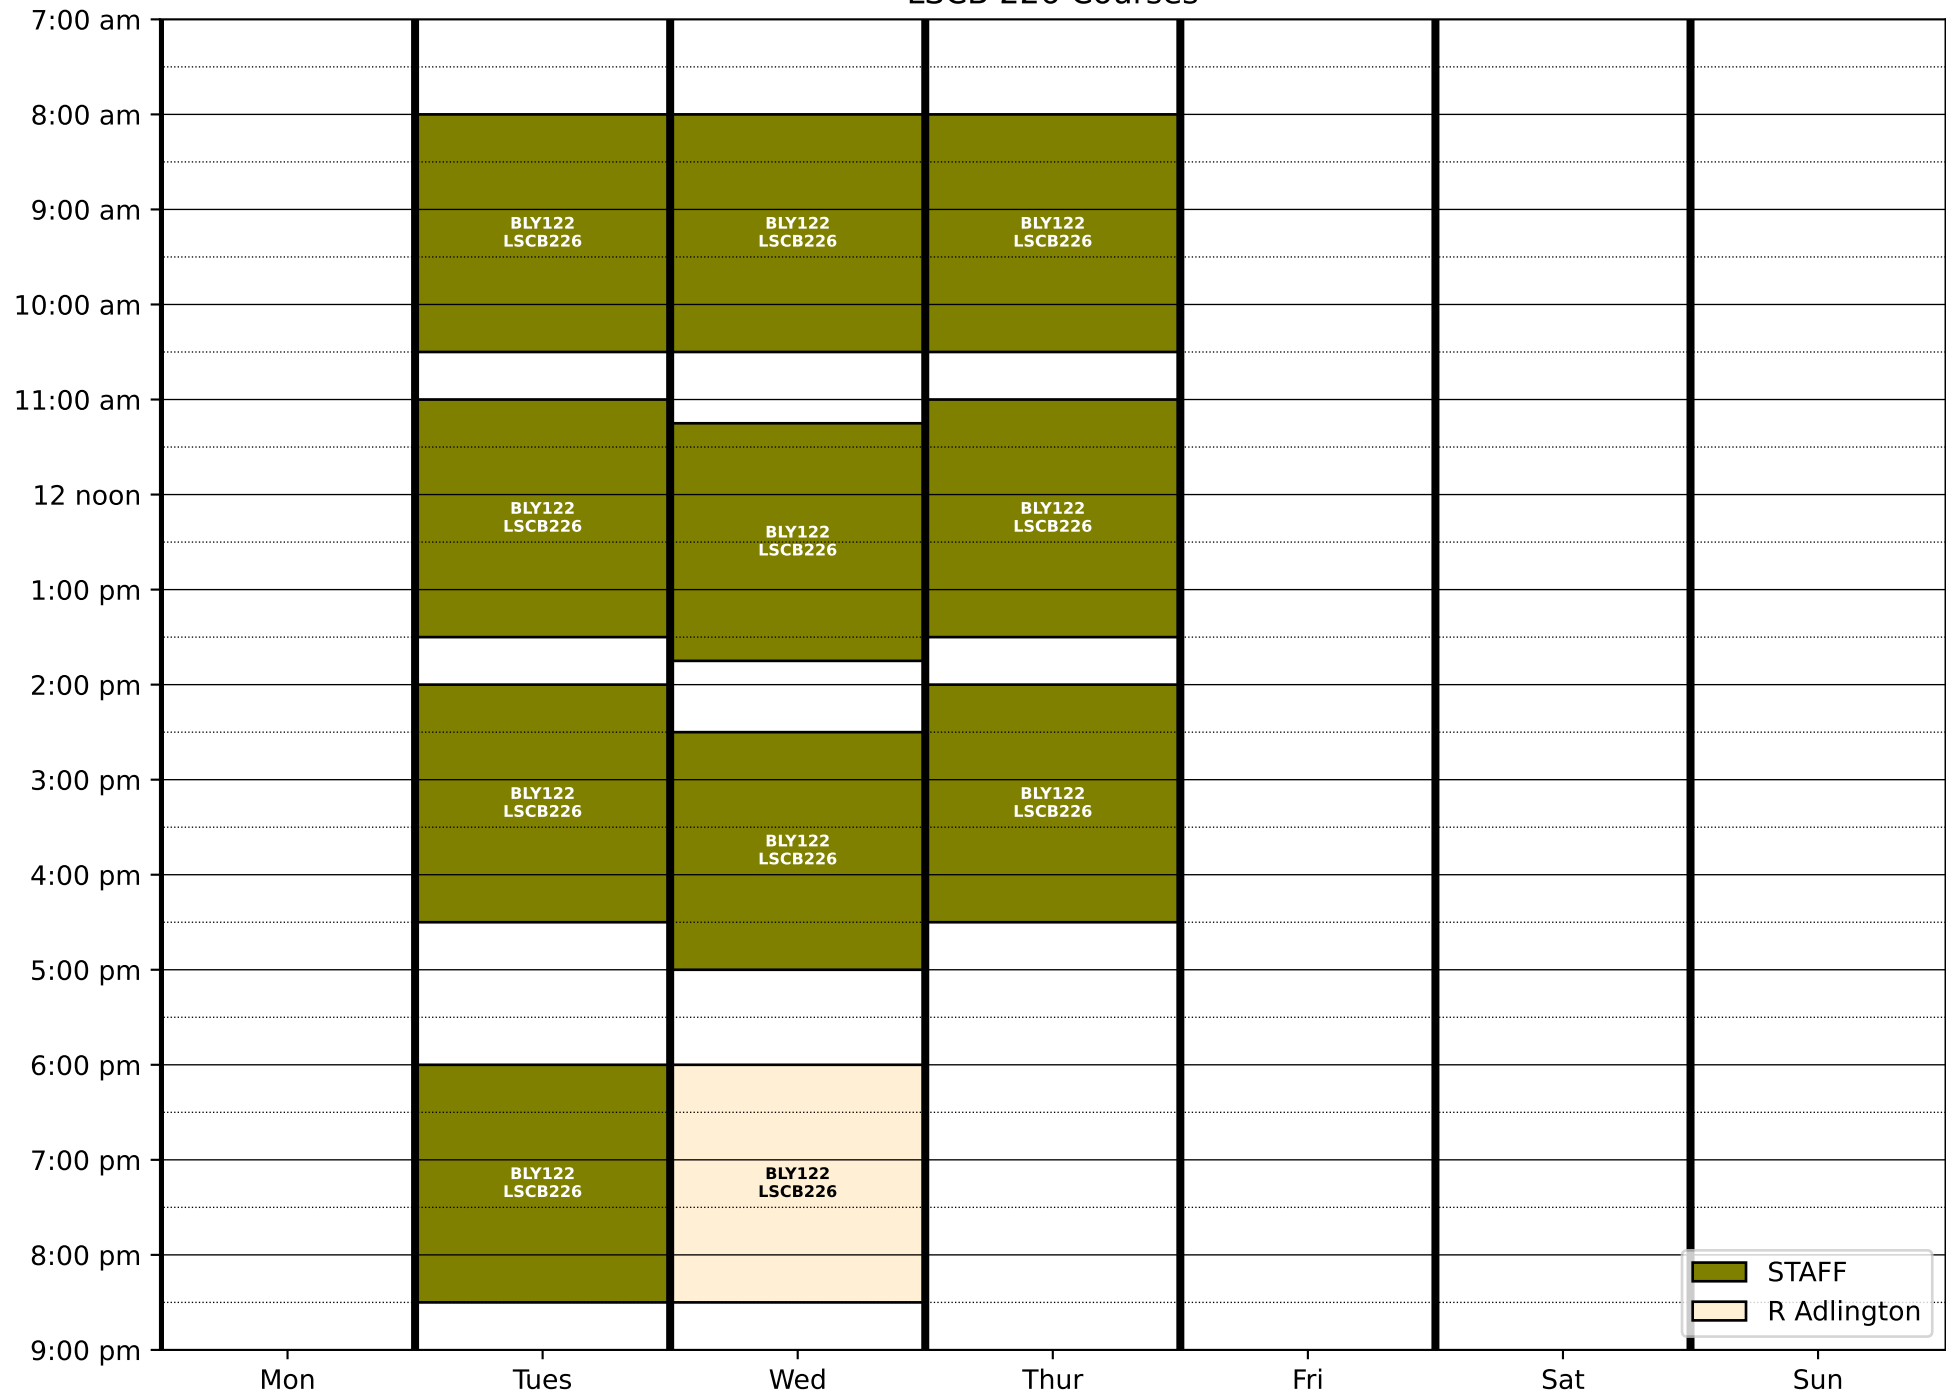 LSCB 226 Courses
7:00 am
8:00 am
9:00 am
10:00 am
11:00 am
12 noon
1:00 pm
2:00 pm
3:00 pm
4:00 pm
5:00 pm
6:00 pm
7:00 pm
8:00 pm
9:00 pm
BLY122
LSCB226
BLY122
LSCB226
BLY122
LSCB226
BLY122
LSCB226
BLY122
LSCB226
BLY122
LSCB226
BLY122
LSCB226
BLY122
LSCB226
BLY122
LSCB226
BLY122
LSCB226
BLY122
LSCB226
STAFF
R Adlington
Mon Tues Wed Thur Fri Sat Sun